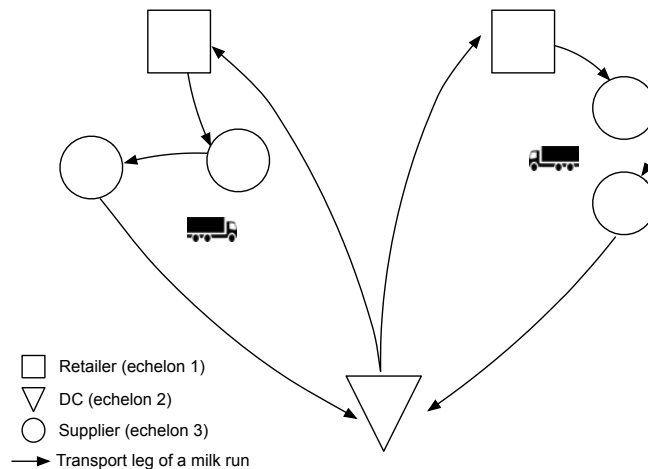 Retailer (echelon 1)
DC (echelon 2)
Supplier (echelon 3)
Transport leg of a milk run